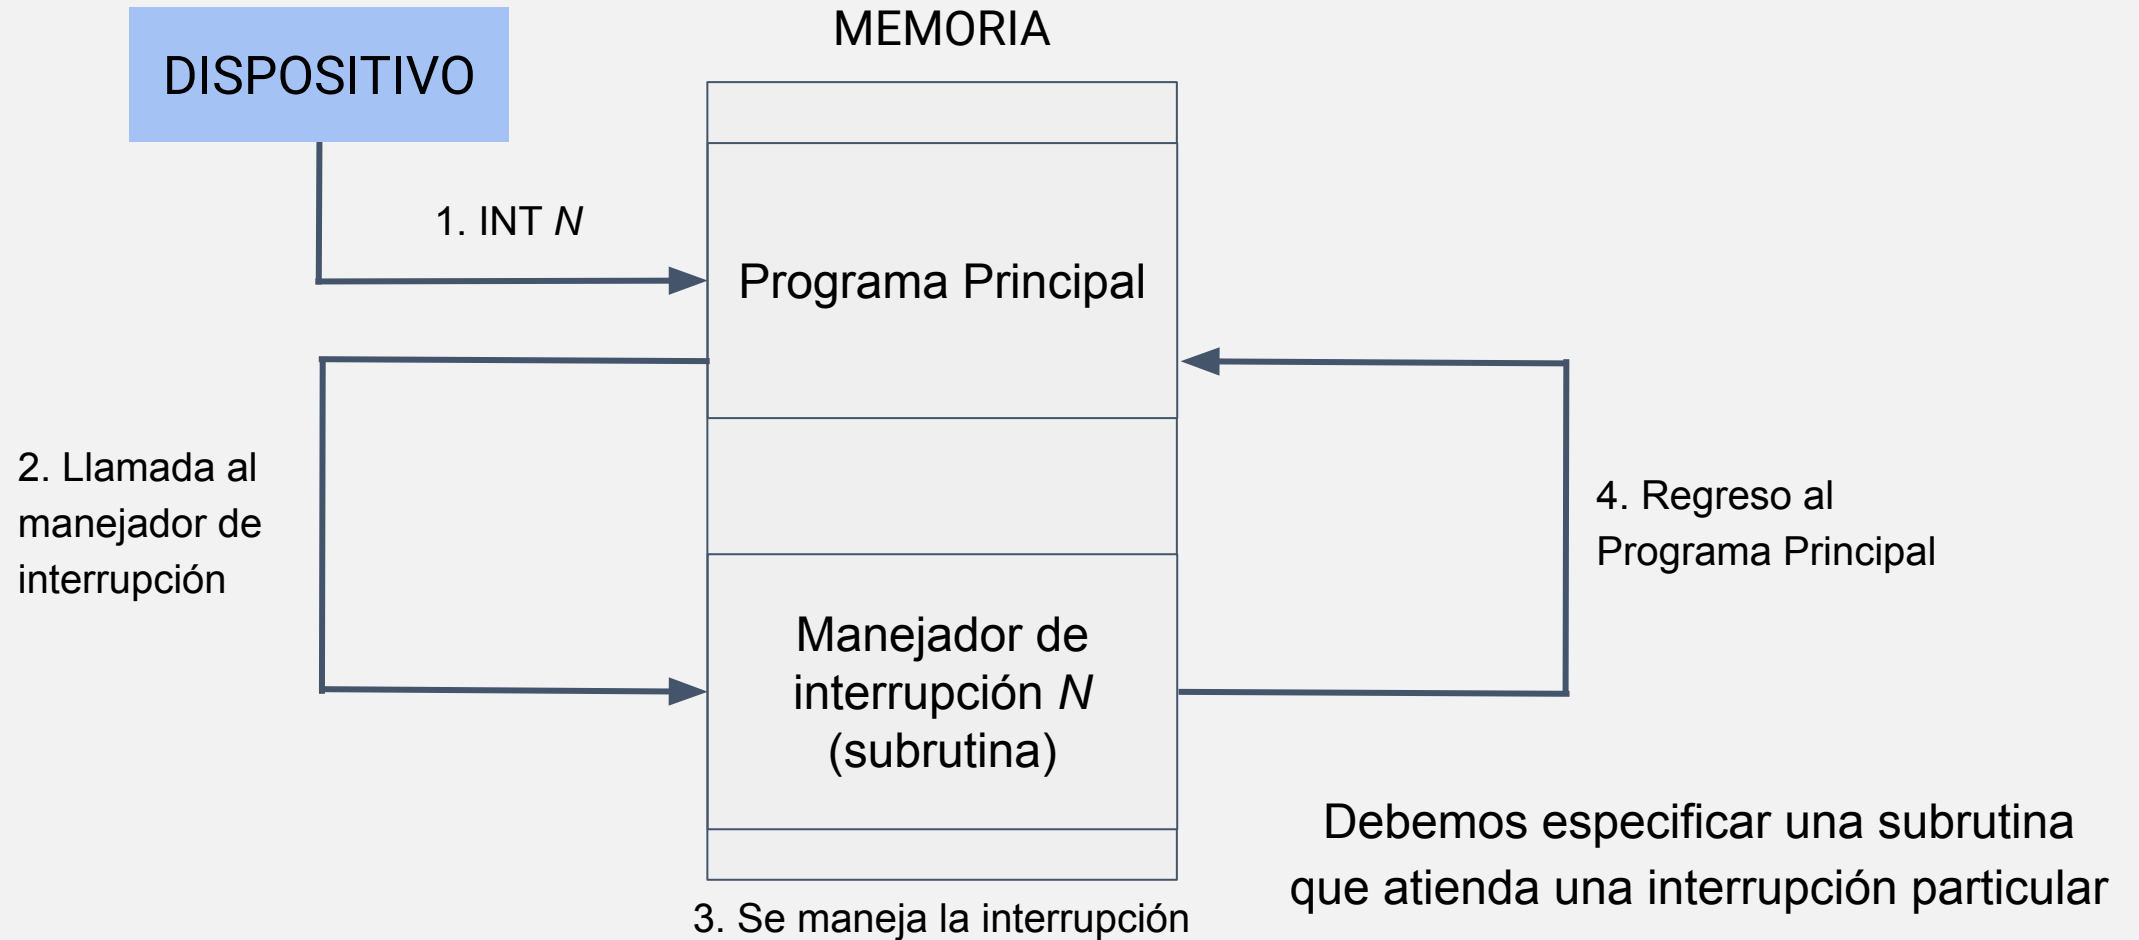 MEMORIA
DISPOSITIVO
1. INT N
Programa Principal
2. Llamada al
manejador de
interrupción
4. Regreso al
Programa Principal
Manejador de
interrupción N
(subrutina)
Debemos especificar una subrutina
que atienda una interrupción particular
3. Se maneja la interrupción